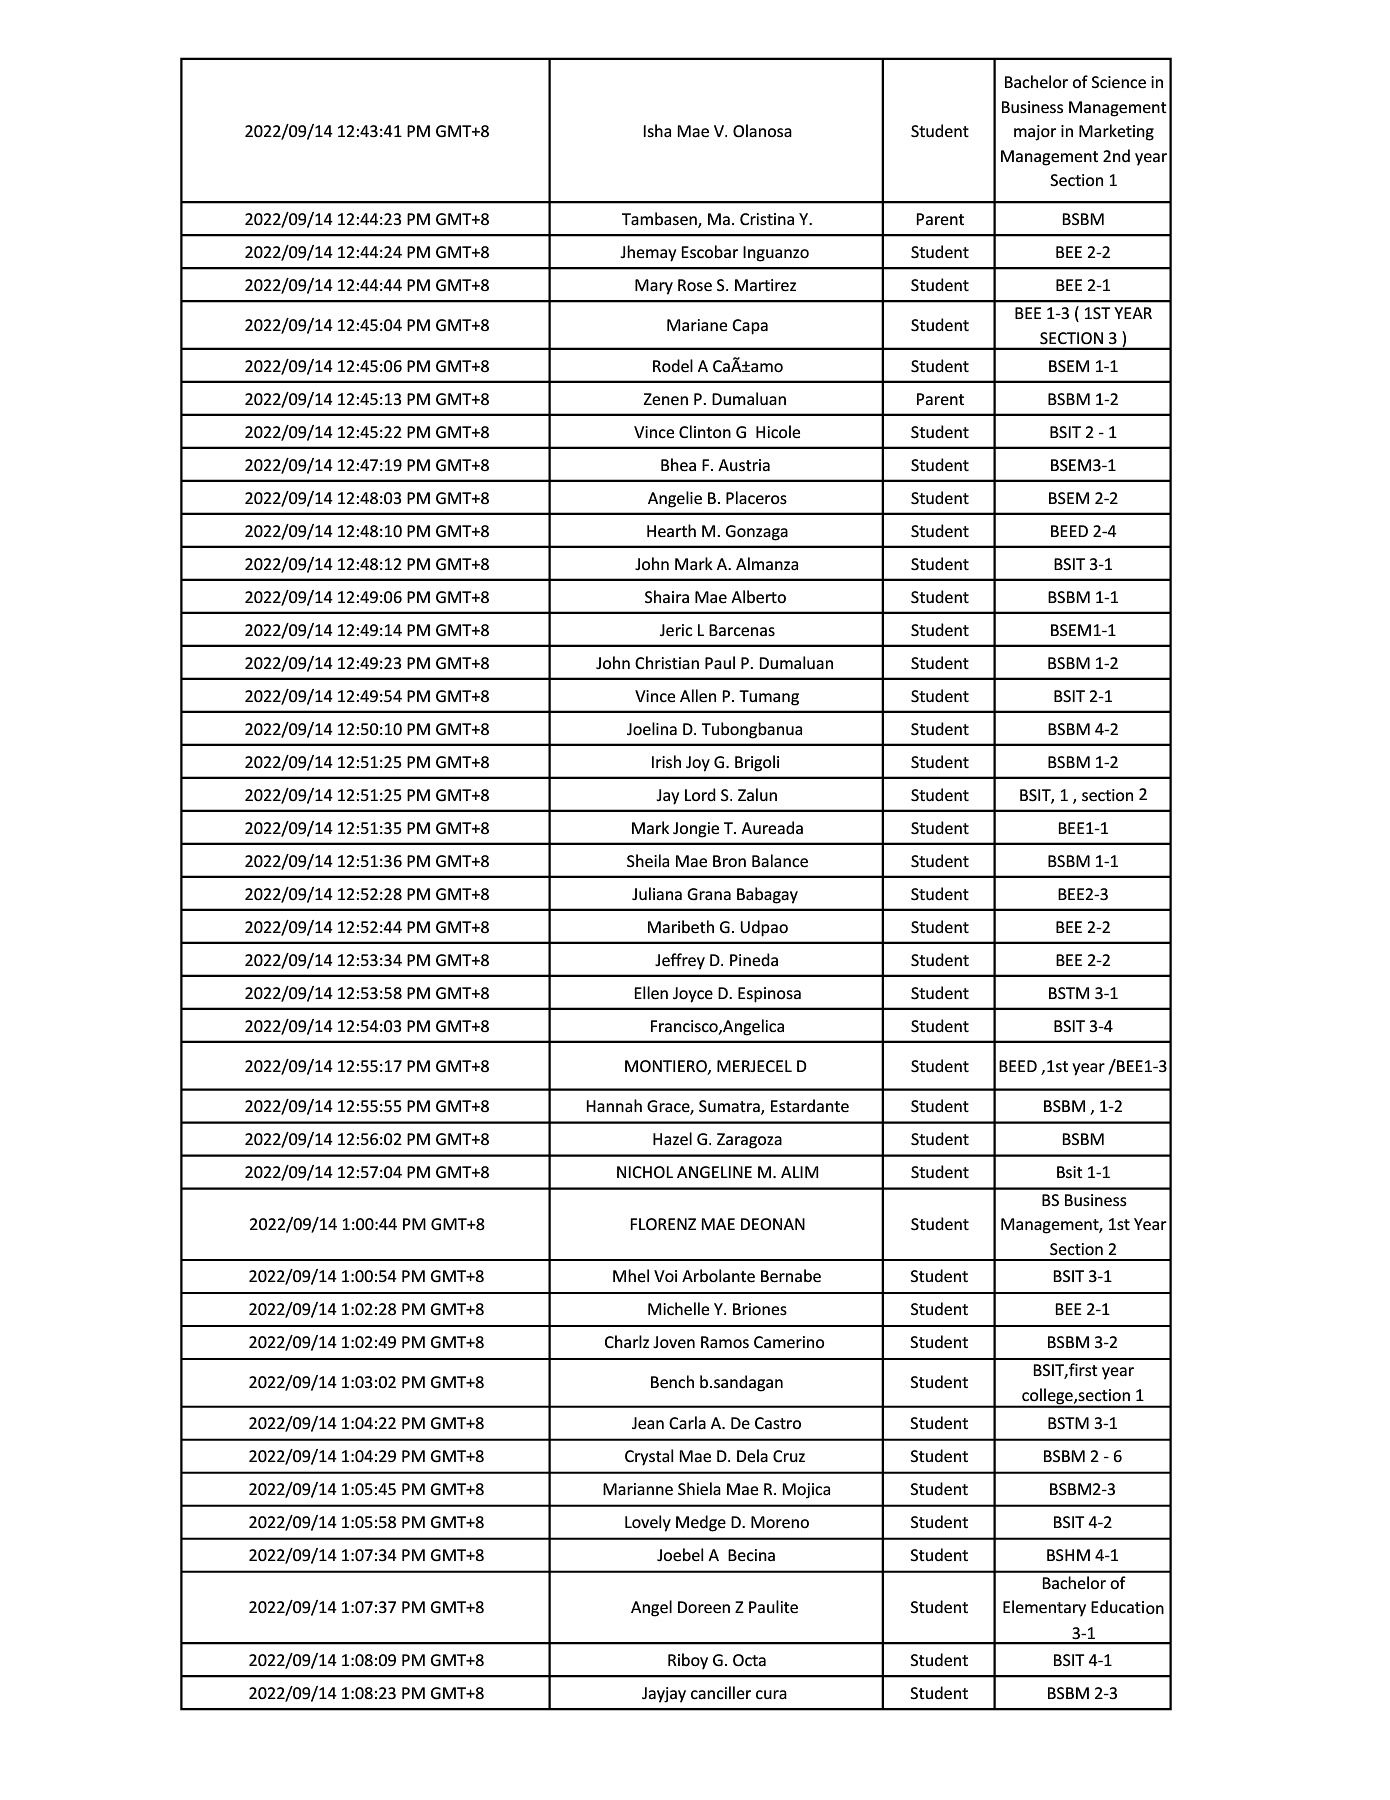 2022/09/14 12:43:41 PM GMT+8 Isha Mae V. Olanosa Student Bachelor of Science in
Business Management
major in Marketing
Management 2nd year
Section 1
2022/09/14 12:44:23 PM GMT+8 Tambasen, Ma. Cristina Y. Parent BSBM
2022/09/14 12:44:24 PM GMT+8 Jhemay Escobar Inguanzo Student BEE 2-2
2022/09/14 12:44:44 PM GMT+8 Mary Rose S. Martirez Student BEE 2-1
2022/09/14 12:45:04 PM GMT+8 Mariane Capa Student BEE 1-3 ( 1ST YEAR
SECTION 3 )
2022/09/14 12:45:06 PM GMT+8 Rodel A CaÃ±amo Student BSEM 1-1
2022/09/14 12:45:13 PM GMT+8 Zenen P. Dumaluan Parent BSBM 1-2
2022/09/14 12:45:22 PM GMT+8 Vince Clinton G  Hicole Student BSIT 2 - 1
2022/09/14 12:47:19 PM GMT+8 Bhea F. Austria Student BSEM3-1
2022/09/14 12:48:03 PM GMT+8 Angelie B. Placeros Student BSEM 2-2
2022/09/14 12:48:10 PM GMT+8 Hearth M. Gonzaga Student BEED 2-4
2022/09/14 12:48:12 PM GMT+8 John Mark A. Almanza Student BSIT 3-1
2022/09/14 12:49:06 PM GMT+8 Shaira Mae Alberto Student BSBM 1-1
2022/09/14 12:49:14 PM GMT+8 Jeric L Barcenas Student BSEM1-1
2022/09/14 12:49:23 PM GMT+8 John Christian Paul P. Dumaluan Student BSBM 1-2
2022/09/14 12:49:54 PM GMT+8 Vince Allen P. Tumang Student BSIT 2-1
2022/09/14 12:50:10 PM GMT+8 Joelina D. Tubongbanua Student BSBM 4-2
2022/09/14 12:51:25 PM GMT+8 Irish Joy G. Brigoli Student BSBM 1-2
2022/09/14 12:51:25 PM GMT+8 Jay Lord S. Zalun Student BSIT, 1 , section 2
2022/09/14 12:51:35 PM GMT+8 Mark Jongie T. Aureada Student BEE1-1
2022/09/14 12:51:36 PM GMT+8 Sheila Mae Bron Balance Student BSBM 1-1
2022/09/14 12:52:28 PM GMT+8 Juliana Grana Babagay Student BEE2-3
2022/09/14 12:52:44 PM GMT+8 Maribeth G. Udpao Student BEE 2-2
2022/09/14 12:53:34 PM GMT+8 Jeffrey D. Pineda Student BEE 2-2
2022/09/14 12:53:58 PM GMT+8 Ellen Joyce D. Espinosa Student BSTM 3-1
2022/09/14 12:54:03 PM GMT+8 Francisco,Angelica Student BSIT 3-4
2022/09/14 12:55:17 PM GMT+8 MONTIERO, MERJECEL D Student BEED ,1st year /BEE1-3
2022/09/14 12:55:55 PM GMT+8 Hannah Grace, Sumatra, Estardante Student BSBM , 1-2
2022/09/14 12:56:02 PM GMT+8 Hazel G. Zaragoza Student BSBM
2022/09/14 12:57:04 PM GMT+8 NICHOL ANGELINE M. ALIM Student Bsit 1-1
2022/09/14 1:00:44 PM GMT+8 FLORENZ MAE DEONAN Student BS Business
Management, 1st Year
Section 2
2022/09/14 1:00:54 PM GMT+8 Mhel Voi Arbolante Bernabe Student BSIT 3-1
2022/09/14 1:02:28 PM GMT+8 Michelle Y. Briones Student BEE 2-1
2022/09/14 1:02:49 PM GMT+8 Charlz Joven Ramos Camerino Student BSBM 3-2
2022/09/14 1:03:02 PM GMT+8 Bench b.sandagan Student BSIT,first year
college,section 1
2022/09/14 1:04:22 PM GMT+8 Jean Carla A. De Castro Student BSTM 3-1
2022/09/14 1:04:29 PM GMT+8 Crystal Mae D. Dela Cruz Student BSBM 2 - 6
2022/09/14 1:05:45 PM GMT+8 Marianne Shiela Mae R. Mojica Student BSBM2-3
2022/09/14 1:05:58 PM GMT+8 Lovely Medge D. Moreno Student BSIT 4-2
2022/09/14 1:07:34 PM GMT+8 Joebel A  Becina Student BSHM 4-1
2022/09/14 1:07:37 PM GMT+8 Angel Doreen Z Paulite Student Bachelor of
Elementary Education
3-1
2022/09/14 1:08:09 PM GMT+8 Riboy G. Octa Student BSIT 4-1
2022/09/14 1:08:23 PM GMT+8 Jayjay canciller cura Student BSBM 2-3